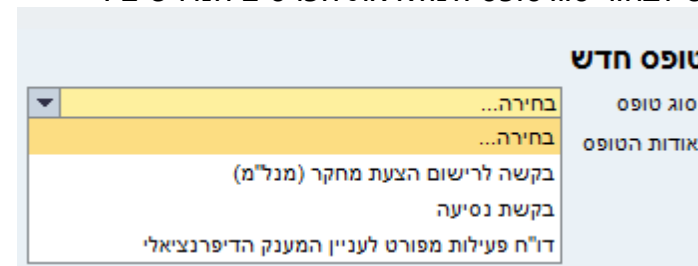 טופס חדש
סוג טופס
בחירה...
בחירה...
אודות הטופס
בקשה לרישום הצעת מחקר (מנל"מ)
בקשת נסיעה
דו"ח פעילות מפורט לעניין המענק הדיפרנציאלי